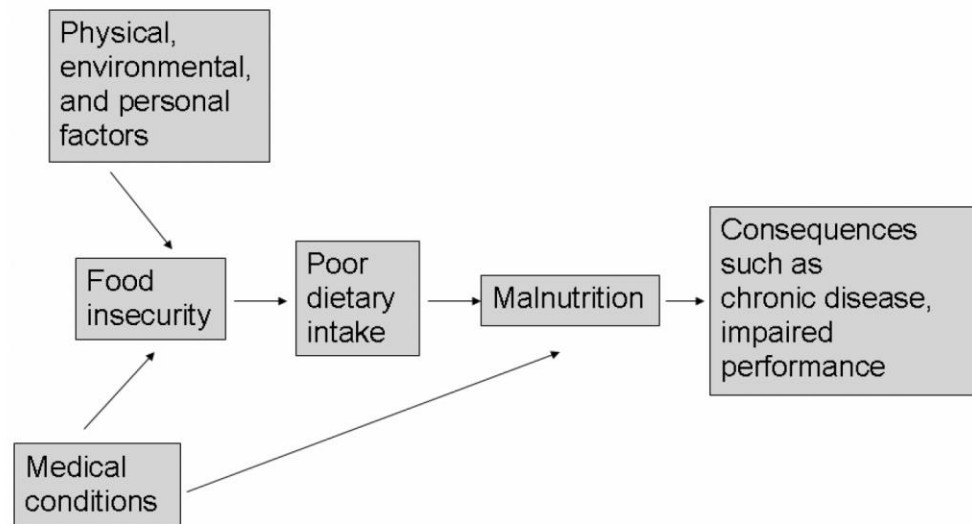 Physical,
environmental,
and personal
factors
Food
insecurity
Poor
dietary
intake
Malnutrition
Consequences
such as
chronic disease,
impaired
performance
Medical
conditions